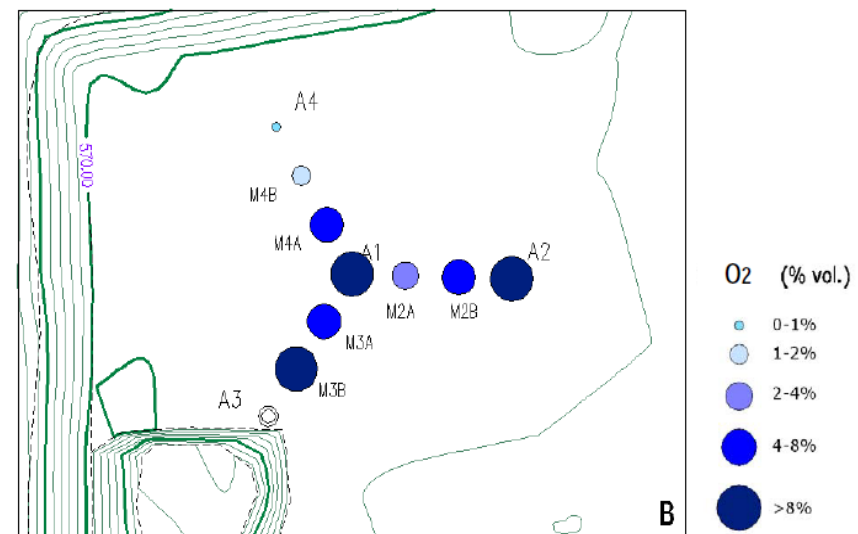 A4
570.00
M4B
M4A
A1
A2
M2A
M2B
M3A
M3B
A3
B
O2 (% vol.)
0-1%
1-2%
2-4%
4-8%
>8%